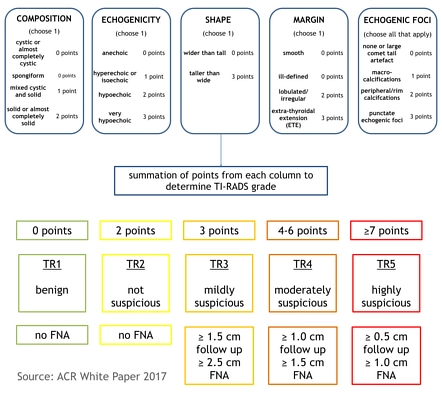 COMPOSITION
(choose 1)
cystic or
almost
completely
cystic
0 points
spongiform
0 points
mixed cystic
and solid
1 point
solid or almost
completely
solid
2 points
ECHOGENICITY
(choose 1)
anechoic
0 points
hyperechoic or
isoechoic
1 point
hypoechoic
2 points
very
hypoechoic
3 points
SHAPE
(choose 1)
wider than tall
0 points
taller than
wide
3 points
MARGIN
(choose 1)
smooth
0 points
ill-defined
0 points
lobulated/
irregular
2 points
extra-thyroidal
extension
(ETE)
3 points
ECHOGENIC FOCI
(choose all that apply)
none or large
comet tail
artefact
0 points
macro-
calcifications
1 point
peripheral/rim
calcifcations
2 points
punctate
echogenic foci
3 points
summation of points from each column to
determine TI-RADS grade
0 points
2 points
3 points
4-6 points
≥7 points
TR1
benign
TR2
not
suspicious
TR3
mildly
suspicious
TR4
moderately
suspicious
TR5
highly
suspicious
no FNA
no FNA
≥ 1.5 cm
follow up
≥ 2.5 cm
FNA
≥ 1.0 cm
follow up
≥ 1.5 cm
FNA
≥ 0.5 cm
follow up
≥ 1.0 cm
FNA
Source: ACR White Paper 2017